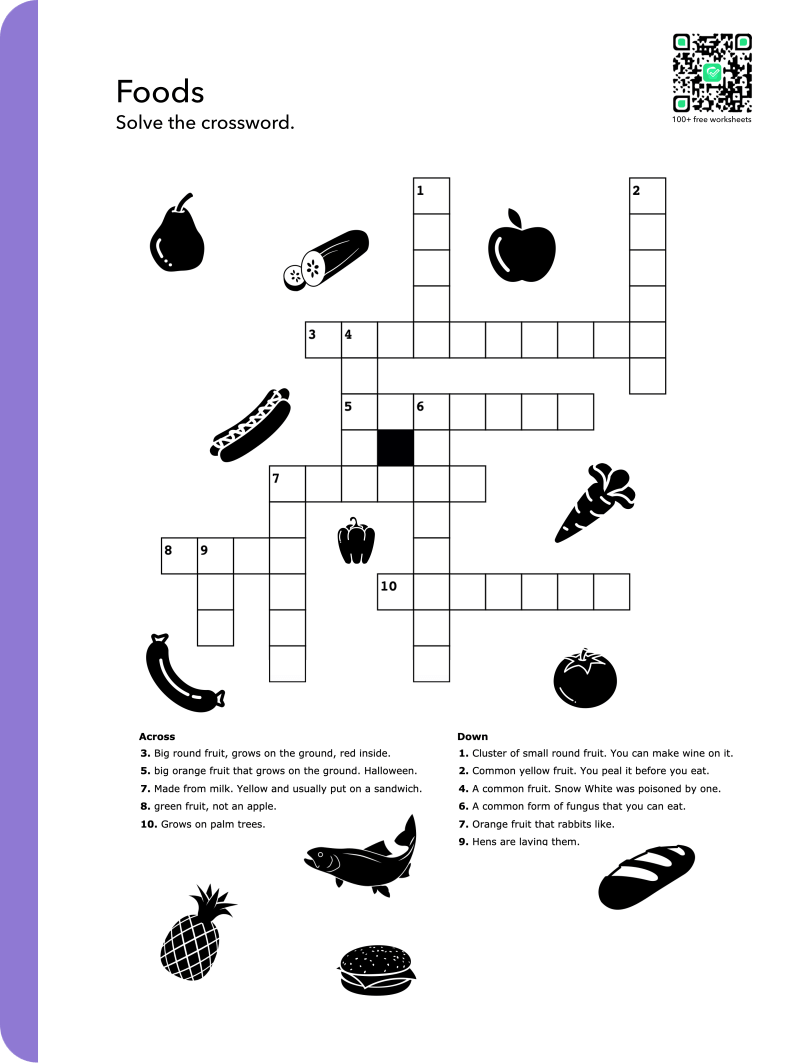 100+ free worksheets
Foods
Solve the crossword.
1
2
3
4
5
6
7
8
9
10
Across
3. Big round fruit, grows on the ground, red inside.
5. big orange fruit that grows on the ground. Halloween.
7. Made from milk. Yellow and usually put on a sandwich.
8. green fruit, not an apple.
10. Grows on palm trees.
Down
1. Cluster of small round fruit. You can make wine on it.
2. Common yellow fruit. You peal it before you eat.
4. A common fruit. Snow White was poisoned by one.
6. A common form of fungus that you can eat.
7. Orange fruit that rabbits like.
9. Hens are laying them.